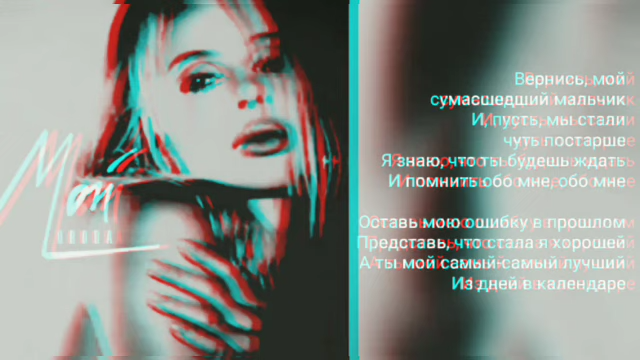 Мой
Вернись, мой
сумасшедший мальчик
И пусть, мы стали
чуть постарше
Я знаю, что ты будешь ждать
И помнить обо мне, обо мне
Оставь мою ошибку в прошлом
Представь, что стала я хорошей
А ты мой самый-самый лучший
Из дней в календаре